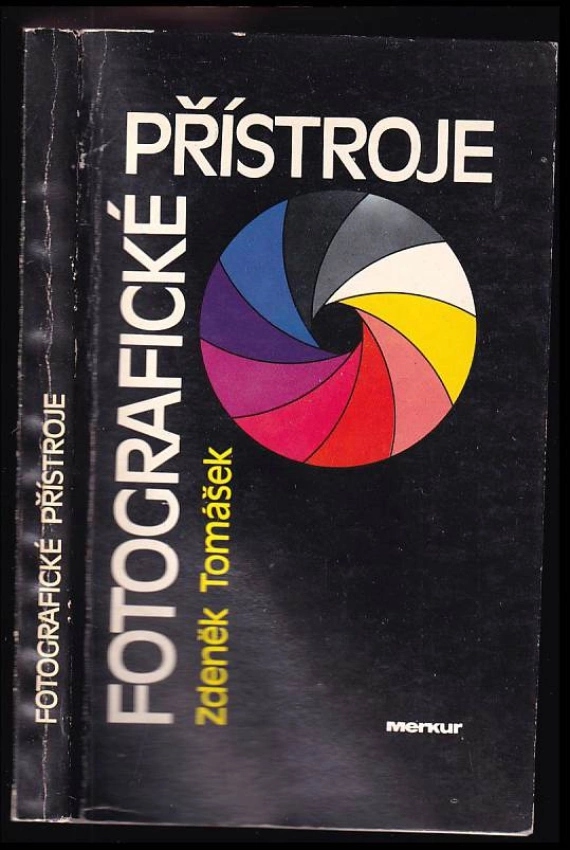 FOTOGRAFICKÉ PŘÍSTROJE
FOTOGRAFICKÉ
PŘÍSTROJE
Zdeněk Tomášek
Merkur